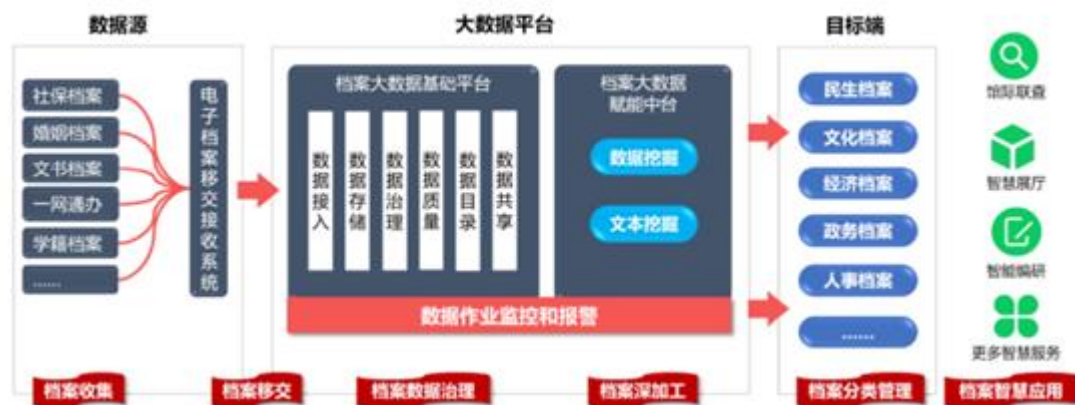 数据源
大数据平台
目标端
社保档案
婚姻档案
文书档案
一网通办
学籍档案
......
电子档案移交接收系统
档案大数据基础平台
数据接入
数据存储
数据治理
数据质量
数据目录
数据共享
档案大数据
赋能中台
数据挖掘
文本挖掘
数据作业监控和报警
民生档案
文化档案
经济档案
政务档案
人事档案
......
馆际联查
智慧展厅
智能编研
更多智慧服务
档案收集
档案移交
档案数据治理
档案深加工
档案分类管理
档案智慧应用